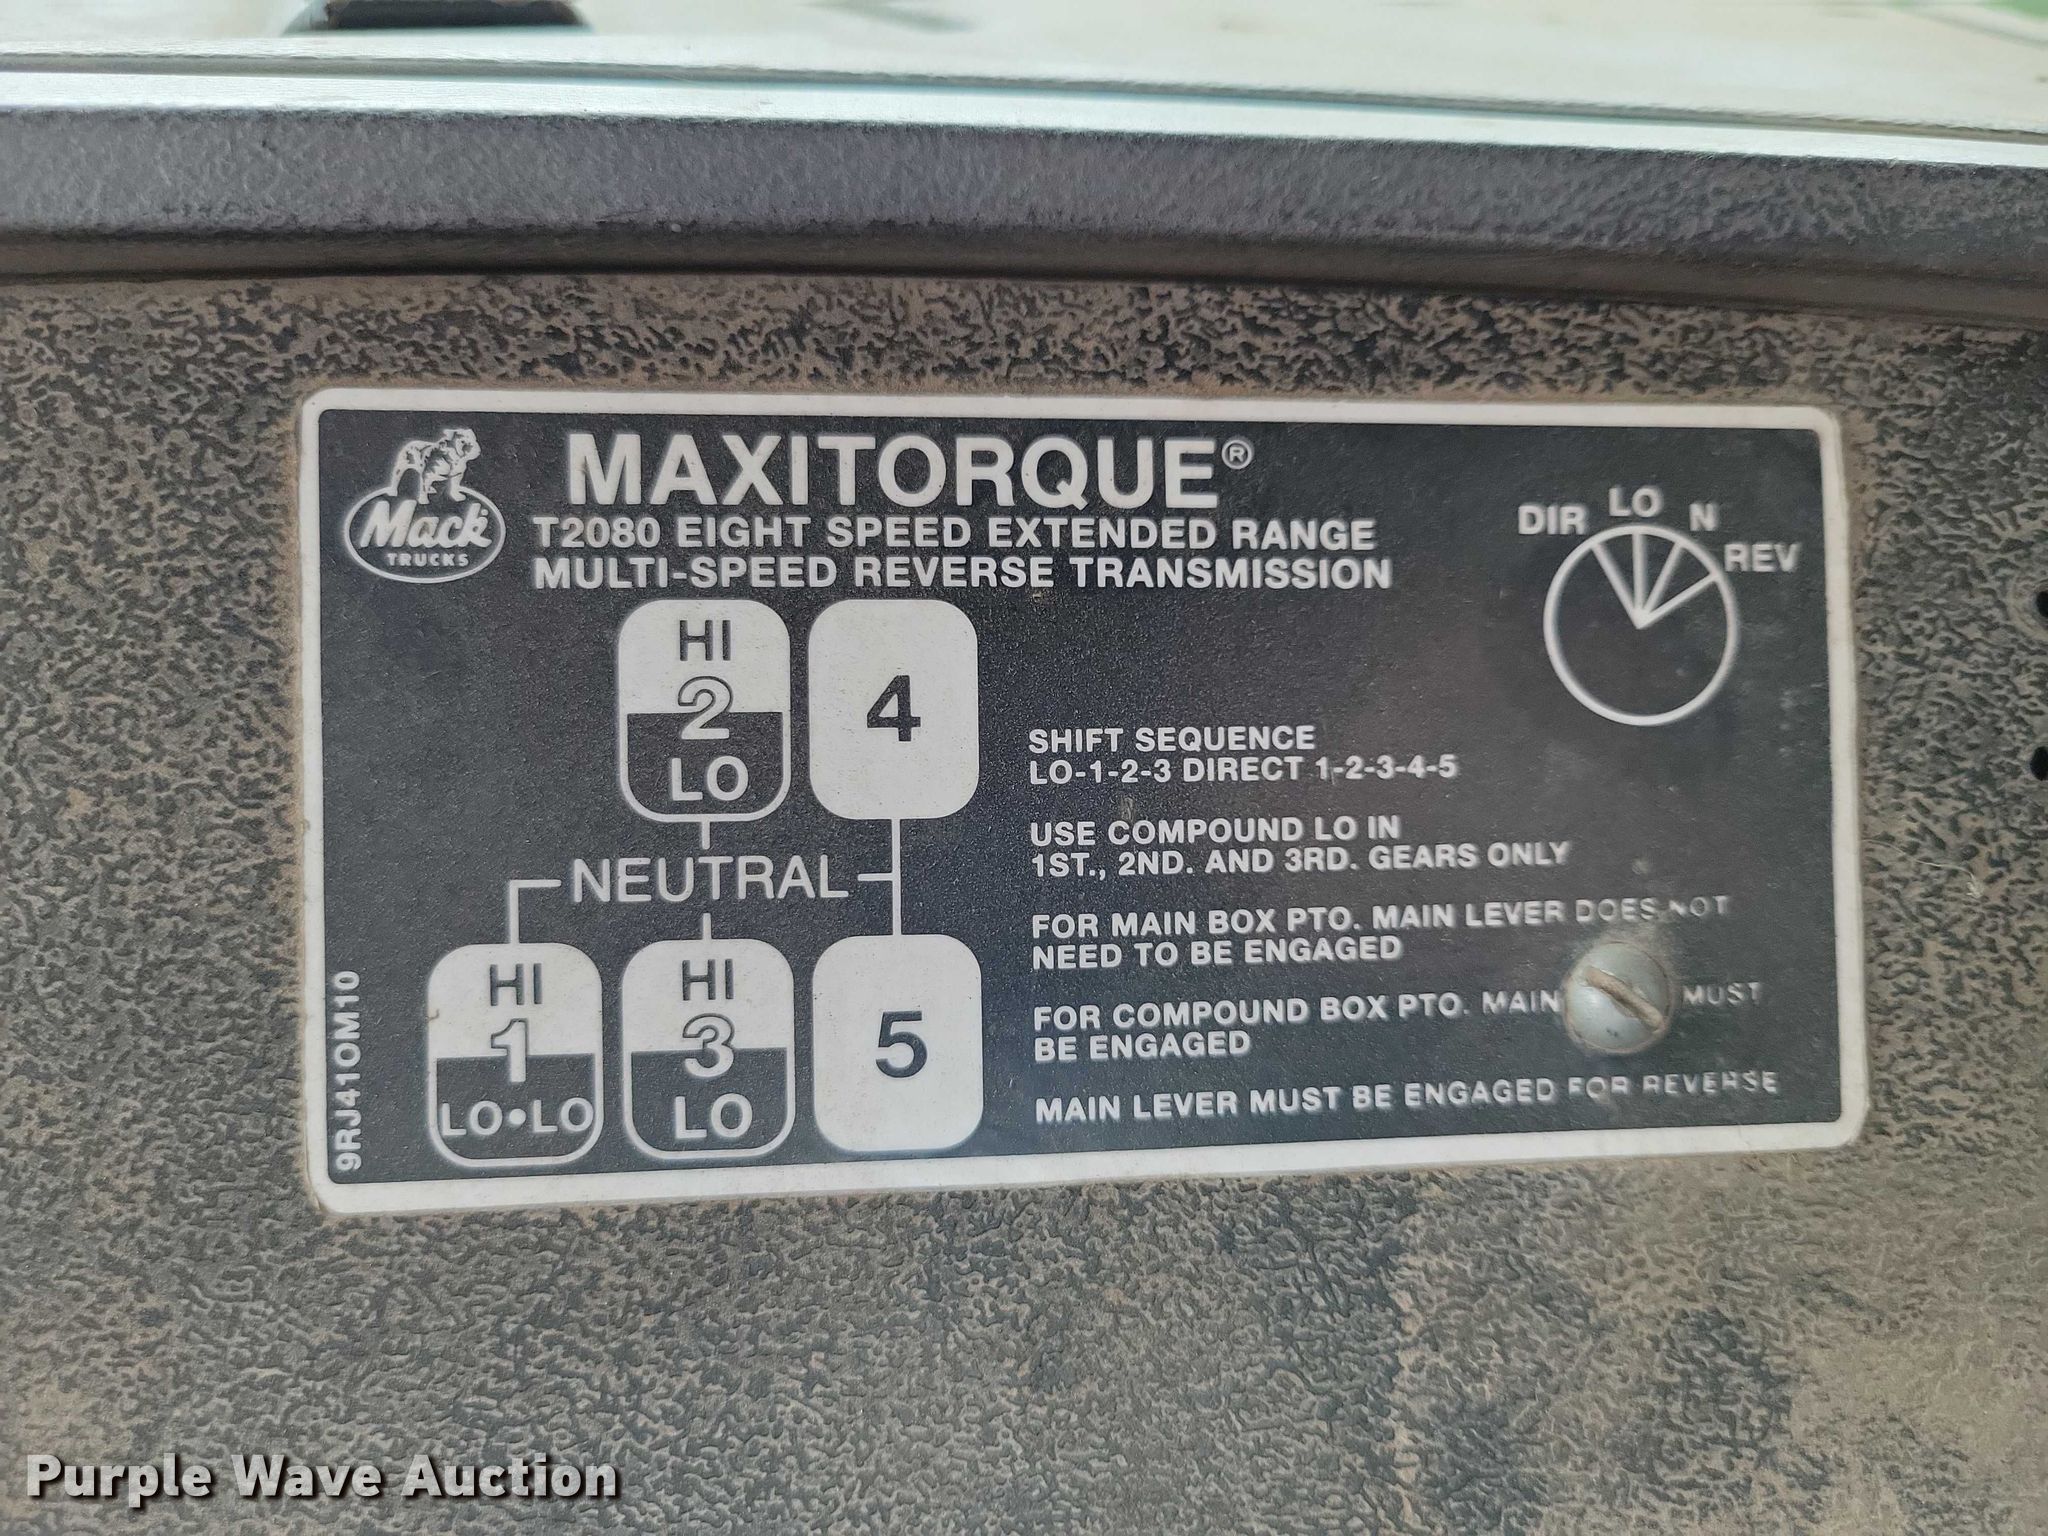 MAXITORQUE®
Mack
TRUCKS
T2080 EIGHT SPEED EXTENDED RANGE
MULTI-SPEED REVERSE TRANSMISSION
DIR LO N REV
HI
2
LO
4
NEUTRAL
HI
1
LO•LO
HI
3
LO
5
SHIFT SEQUENCE
LO-1-2-3 DIRECT 1-2-3-4-5
USE COMPOUND LO IN
1ST., 2ND. AND 3RD. GEARS ONLY
FOR MAIN BOX PTO. MAIN LEVER DOES NOT
NEED TO BE ENGAGED
FOR COMPOUND BOX PTO. MAIN MUST
BE ENGAGED
MAIN LEVER MUST BE ENGAGED FOR REVERSE
9RJ41OM10
Purple Wave Auction